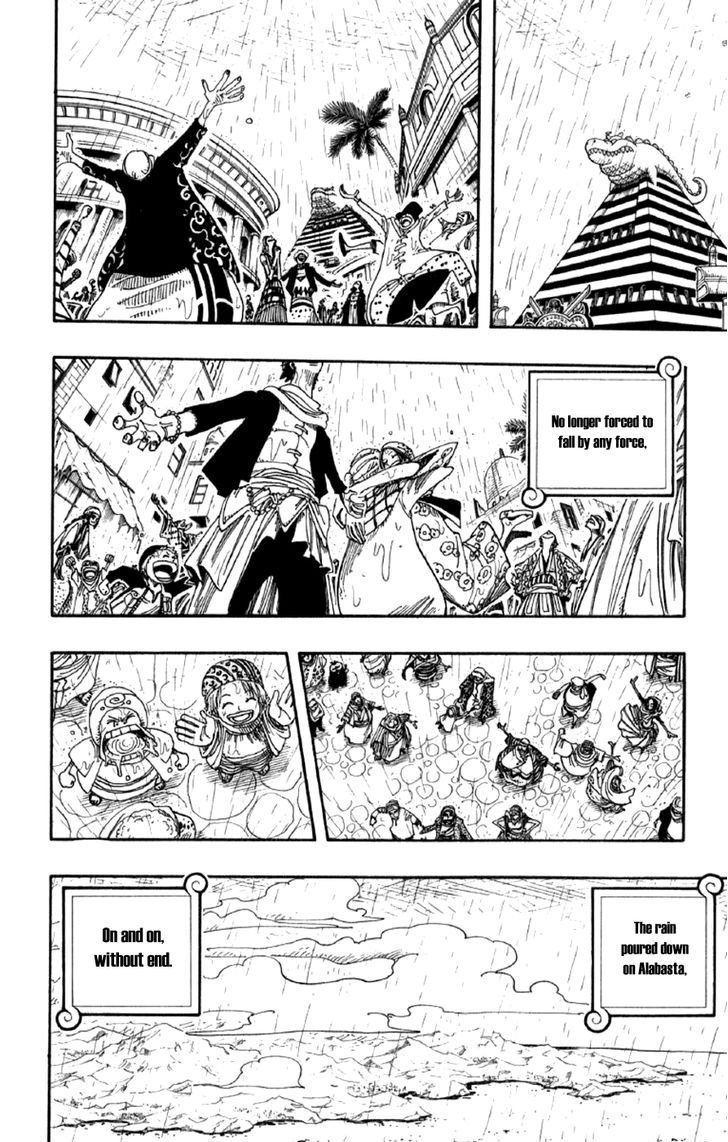 No longer forced to
fall by any force,
The rain
poured down
on Alabasta,
On and on,
without end.